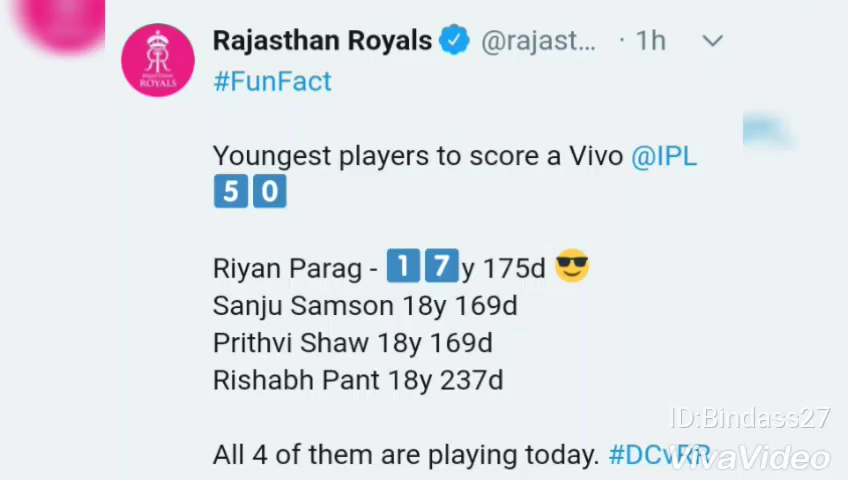 Rajasthan Royals @rajast... · 1h
ROYALS
#FunFact
Youngest players to score a Vivo @IPL
50
Riyan Parag - 17y 175d 😎
Sanju Samson 18y 169d
Prithvi Shaw 18y 169d
Rishabh Pant 18y 237d
All 4 of them are playing today. #DCvRR
ID:Bindass27
VivaVideo